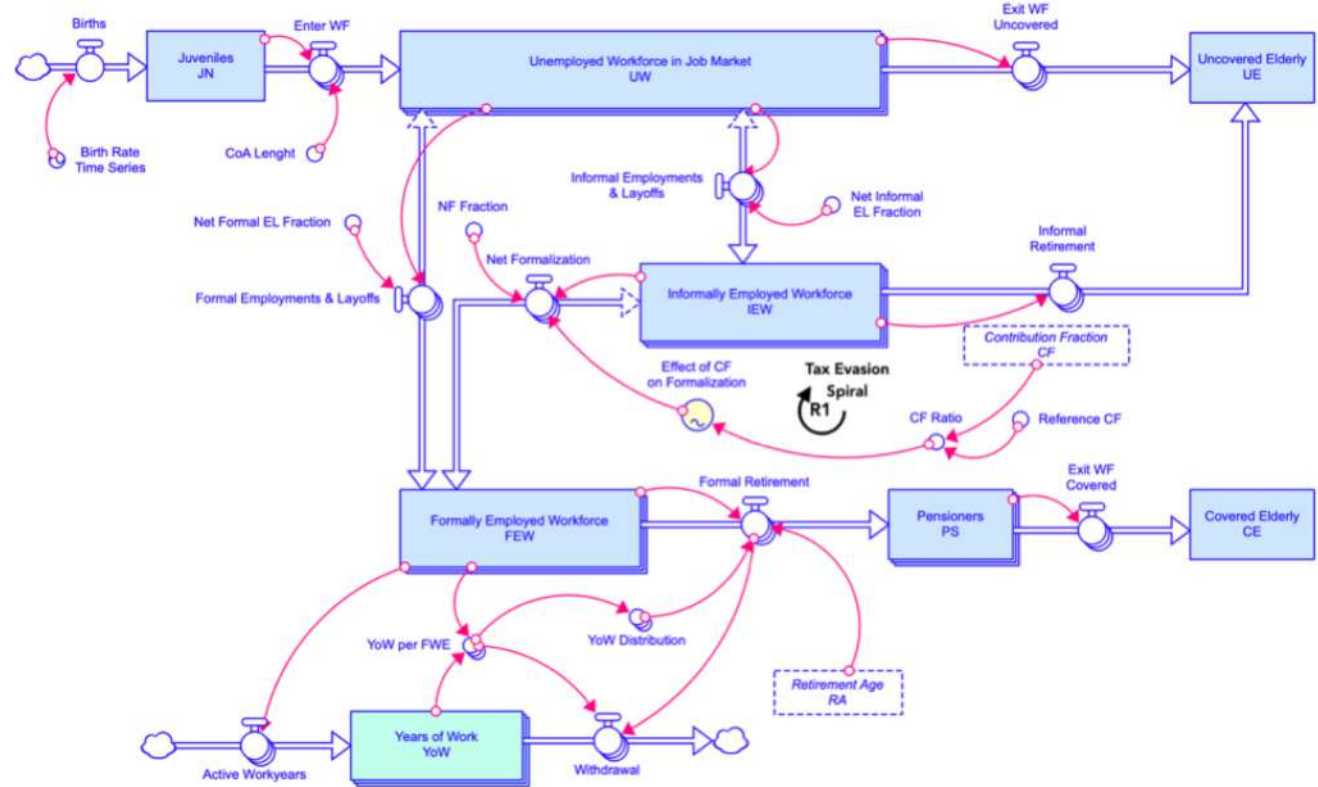 Births
Enter WF
Exit WF
Uncovered
Juveniles
JN
Unemployed Workforce in Job Market
UW
Uncovered Elderly
UE
Birth Rate
Time Series
CoA Lenght
Informal Employments
& Layoffs
Net Informal
EL Fraction
Net Formal EL Fraction
NF Fraction
Informal
Retirement
Net Formalization
Formal Employments & Layoffs
Informally Employed Workforce
IEW
Contribution Fraction
CF
Effect of CF
on Formalization
Tax Evasion
Spiral
R1
CF Ratio
Reference CF
Formal Retirement
Exit WF
Covered
Formally Employed Workforce
FEW
Pensioners
PS
Covered Elderly
CE
YoW per FWE
YoW Distribution
Retirement Age
RA
Years of Work
YoW
Active Workyears
Withdrawal